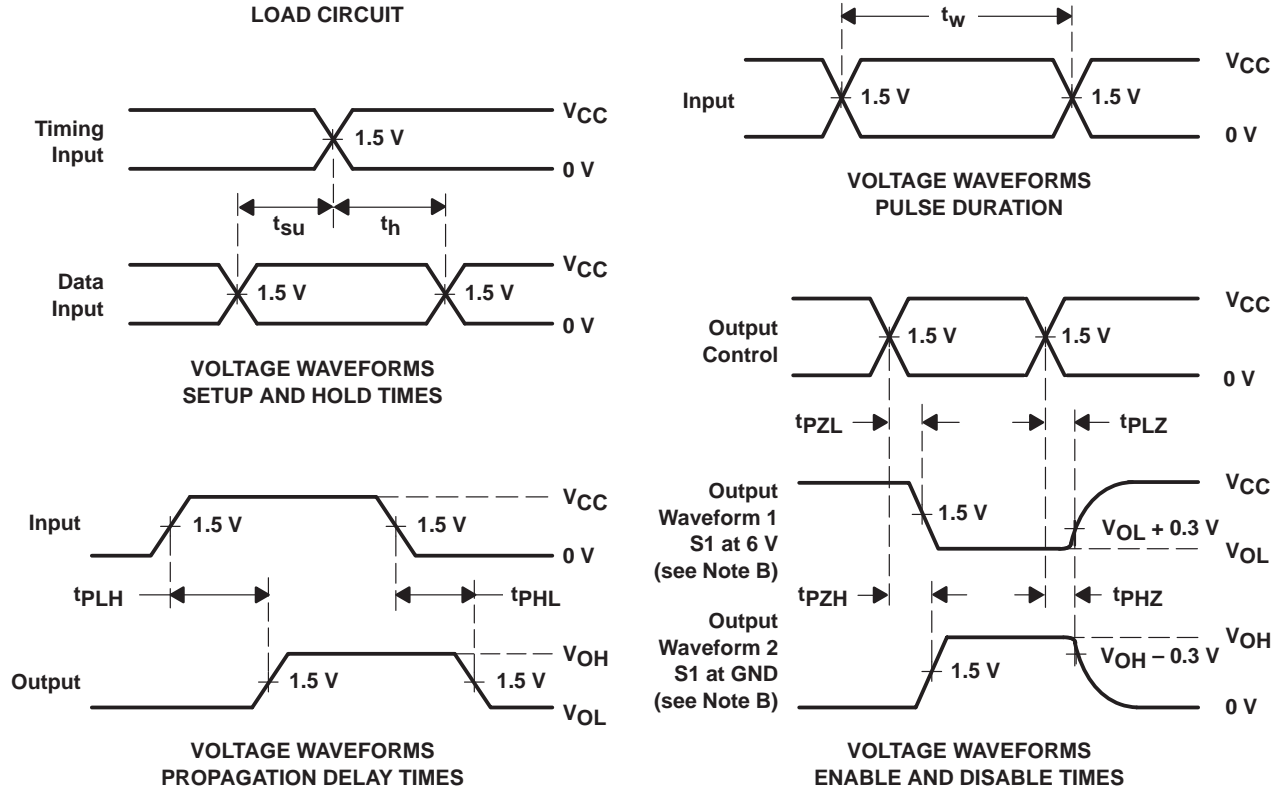 LOAD CIRCUIT
Timing
Input
1.5 V
VCC
0 V
tsu
th
Data
Input
1.5 V
1.5 V
VCC
0 V
VOLTAGE WAVEFORMS
SETUP AND HOLD TIMES
Input
1.5 V
1.5 V
VCC
0 V
tPLH
tPHL
Output
1.5 V
1.5 V
VOH
VOL
VOLTAGE WAVEFORMS
PROPAGATION DELAY TIMES
tw
Input
1.5 V
1.5 V
VCC
0 V
VOLTAGE WAVEFORMS
PULSE DURATION
Output
Control
1.5 V
1.5 V
VCC
0 V
tPZL
tPLZ
Output
Waveform 1
S1 at 6 V
(see Note B)
1.5 V
VCC
VOL + 0.3 V
VOL
tPZH
tPHZ
Output
Waveform 2
S1 at GND
(see Note B)
1.5 V
VOH
VOH – 0.3 V
0 V
VOLTAGE WAVEFORMS
ENABLE AND DISABLE TIMES